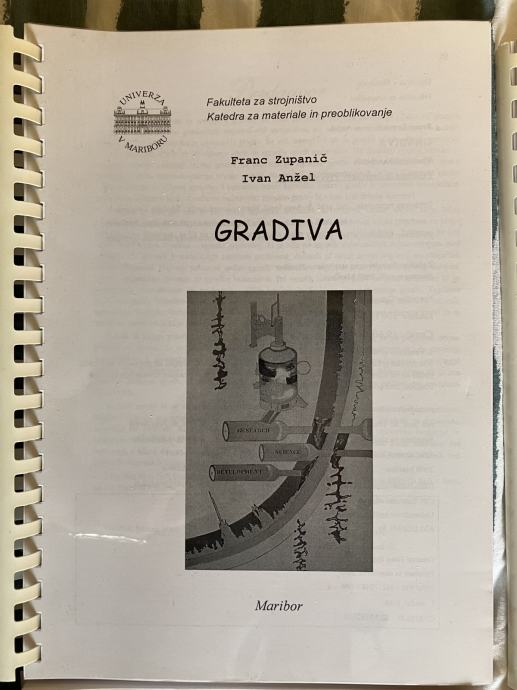 UNIVERZA
V MARIBORU
Fakulteta za strojništvo
Katedra za materiale in preoblikovanje
Franc Zupanič
Ivan Anžel
GRADIVA
RESEARCH
SCIENCE
DEVELOPMENT
Maribor